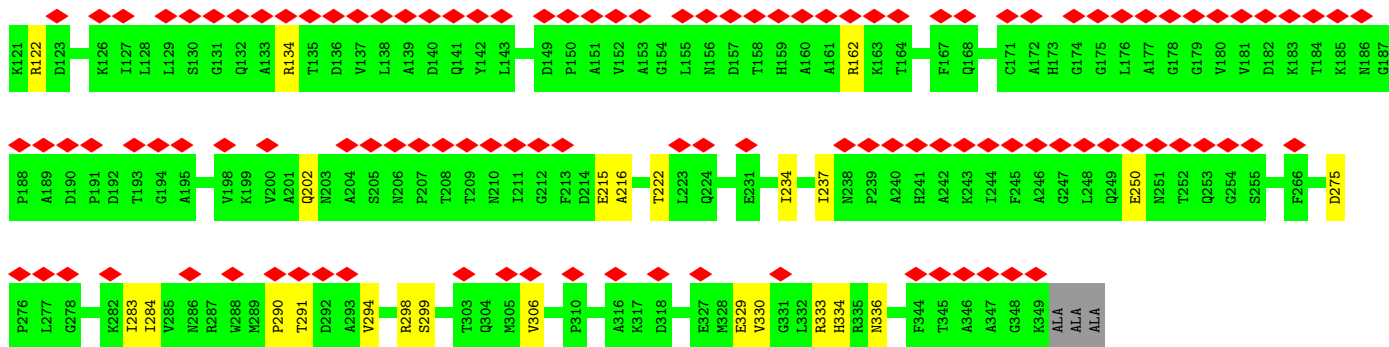 K121 R122 D123 K126 I127 L128 L129 S130 G131 Q132 A133 R134 T135 D136 V137 L138 A139 D140 Q141 Y142 L143 D149 P150 A151 V152 A153 G154 L155 N156 D157 T158 H159 A160 A161 R162 K163 T164 F167 Q168 C171 A172 H173 G174 G175 L176 A177 G178 G179 V180 V181 D182 K183 T184 K185 N186 G187
P188 A189 D190 P191 D192 T193 G194 A195 V198 K199 V200 A201 Q202 N203 A204 S205 N206 P207 T208 T209 N210 I211 G212 F213 D214 E215 A216 T222 L223 Q224 E231 I234 I237 N238 P239 A240 H241 A242 K243 I244 F245 A246 G247 L248 Q249 E250 N251 T252 Q253 G254 S255 F266 D275
P276 L277 G278 K282 I283 I284 V285 N286 R287 W288 M289 P290 T291 D292 A293 V294 R298 S299 T303 Q304 M305 V306 P310 A316 K317 D318 E327 M328 E329 V330 G331 L332 R333 H334 R335 N336 F344 T345 A346 A347 G348 K349 ALA ALA ALA